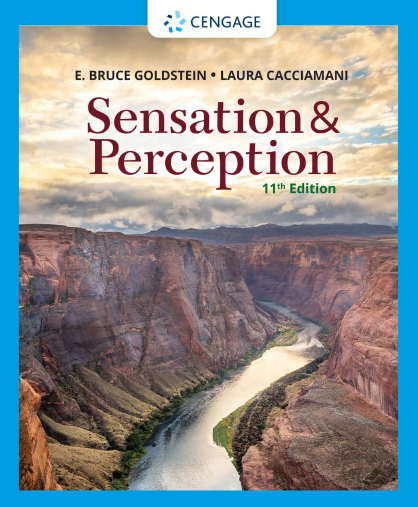 CENGAGE
E. BRUCE GOLDSTEIN • LAURA CACCIAMANI
Sensation &
Perception
11th Edition